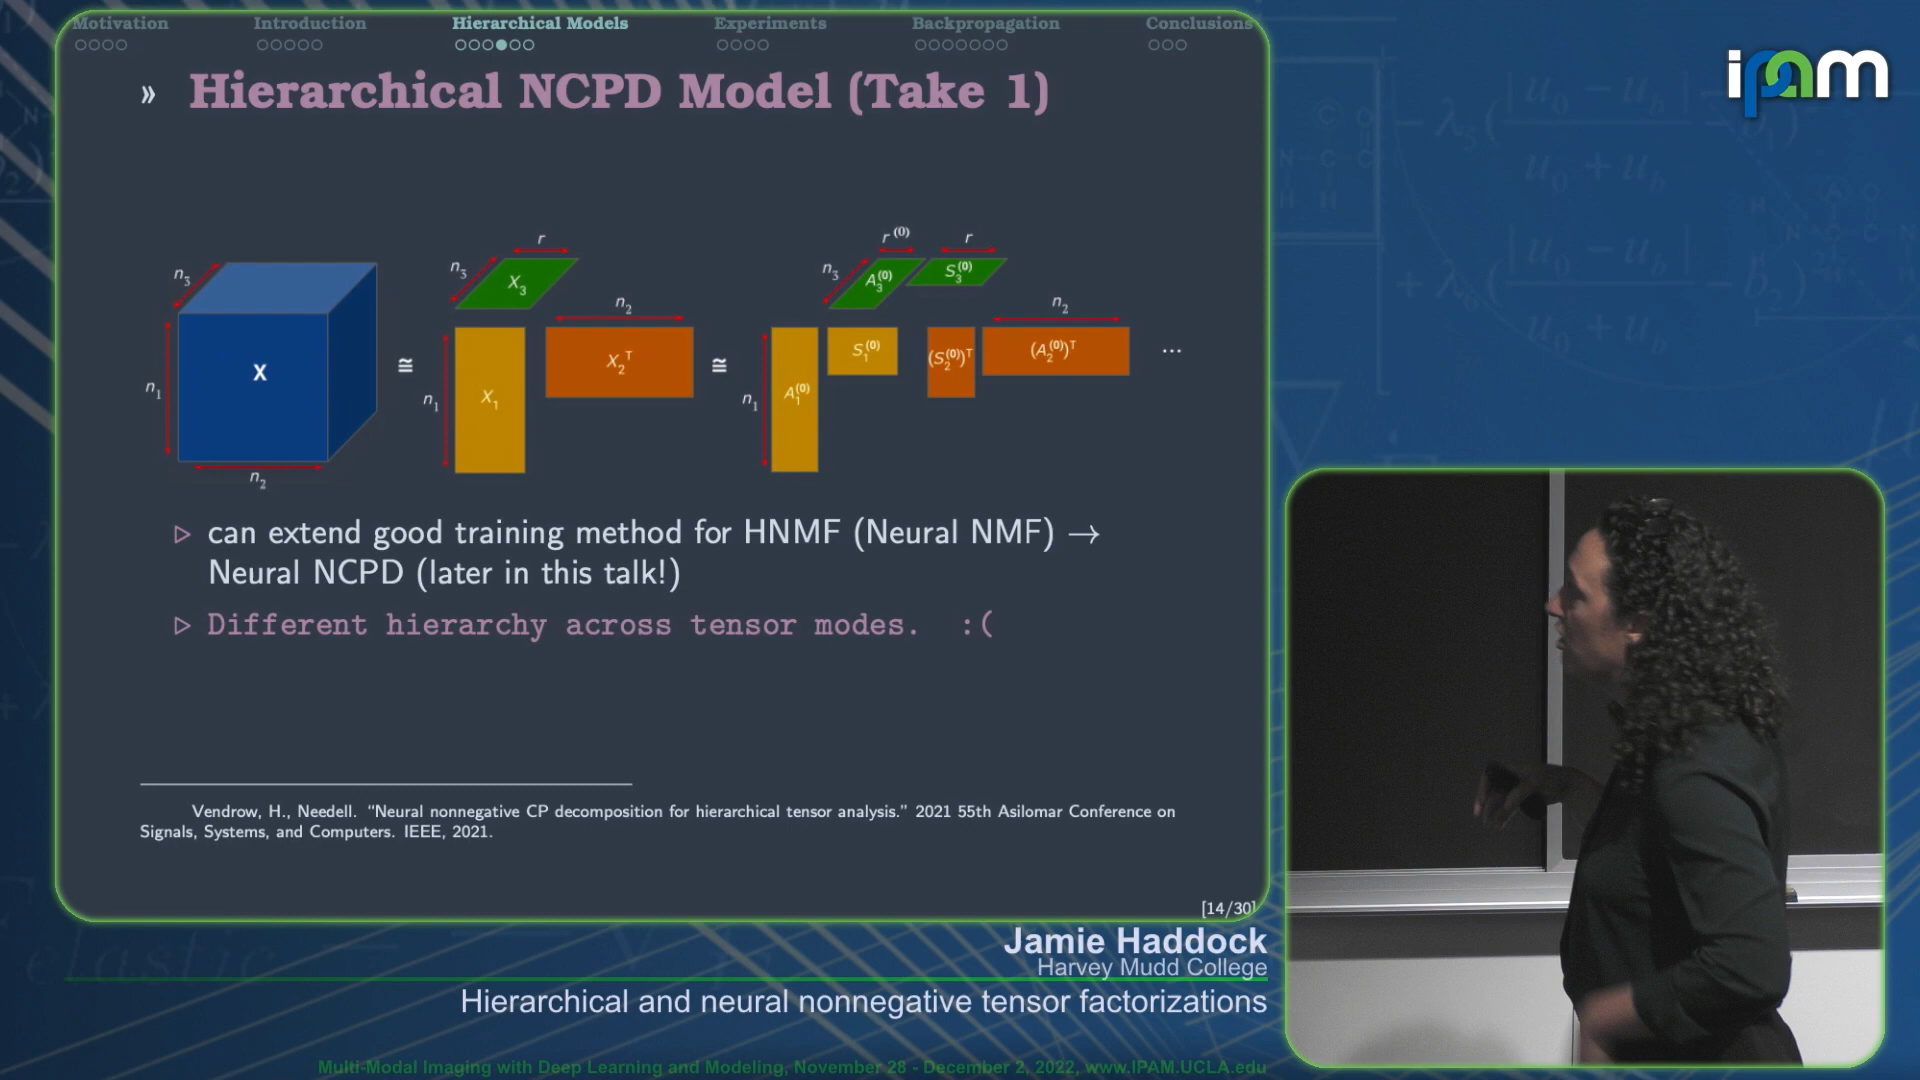 Motivation Introduction Hierarchical Models Experiments Backpropagation Conclusions
» Hierarchical NCPD Model (Take 1)
ipam
n₃
n₁
X
n₂
≅
n₃
r
X₃
n₂
n₁
X₁
X₂ᵀ
≅
n₃
r⁽⁰⁾
r
A₃⁽⁰⁾
S₃⁽⁰⁾
n₂
n₁
A₁⁽⁰⁾
S₁⁽⁰⁾
(S₂⁽⁰⁾)ᵀ
(A₂⁽⁰⁾)ᵀ
...
▷ can extend good training method for HNMF (Neural NMF) →
Neural NCPD (later in this talk!)
▷ Different hierarchy across tensor modes. :(
Vendrow, H., Needell. “Neural nonnegative CP decomposition for hierarchical tensor analysis.” 2021 55th Asilomar Conference on
Signals, Systems, and Computers. IEEE, 2021.
[14/30]
Jamie Haddock
Harvey Mudd College
Hierarchical and neural nonnegative tensor factorizations
Multi-Modal Imaging with Deep Learning and Modeling, November 28 - December 2, 2022, www.IPAM.UCLA.edu